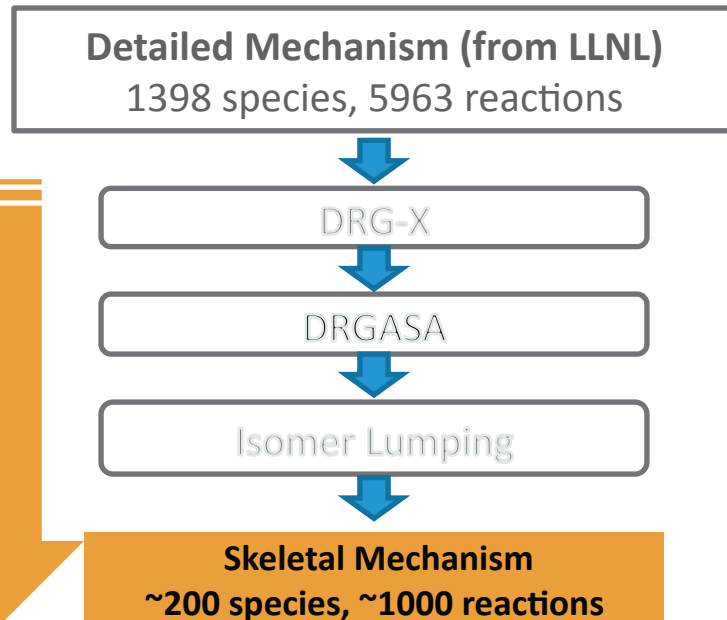 Detailed Mechanism (from LLNL)
1398 species, 5963 reactions
DRG-X
DRGASA
Isomer Lumping
Skeletal Mechanism
~200 species, ~1000 reactions